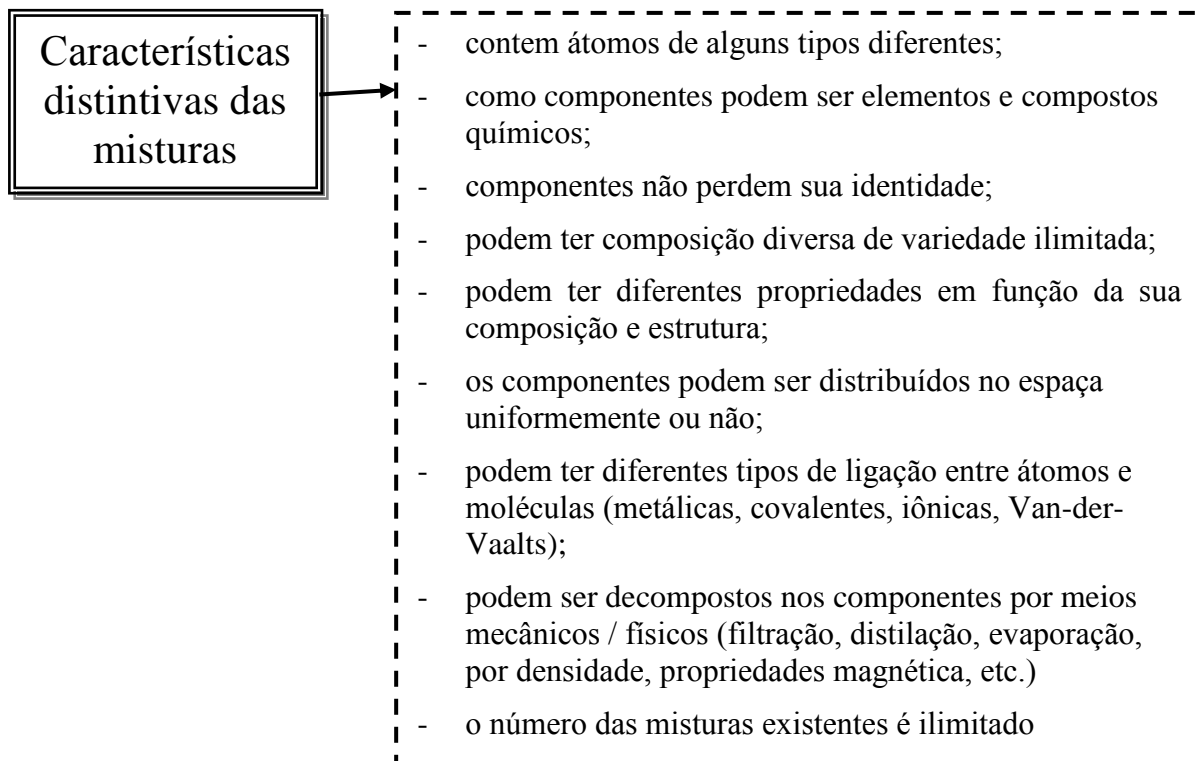 Características
distintivas das
misturas
- contem átomos de alguns tipos diferentes;
- como componentes podem ser elementos e compostos
químicos;
- componentes não perdem sua identidade;
- podem ter composição diversa de variedade ilimitada;
- podem ter diferentes propriedades em função da sua
composição e estrutura;
- os componentes podem ser distribuídos no espaça
uniformemente ou não;
- podem ter diferentes tipos de ligação entre átomos e
moléculas (metálicas, covalentes, iônicas, Van-der-
Vaalts);
- podem ser decompostos nos componentes por meios
mecânicos / físicos (filtração, distilação, evaporação,
por densidade, propriedades magnética, etc.)
- o número das misturas existentes é ilimitado